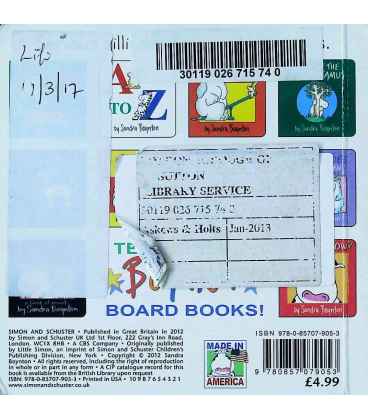 illi
s.
Life
11/3/17
30119 026 715 74 0
THE
A
TO Z
by Sandra Boynton
by Sandra Boynton
SUTTON
LIBRARY SERVICE
30119 026 715 74 2
Askews & Holts Jan-2013
by Sandra Boynton
TE
BOARD BOOKS!
SIMON AND SCHUSTER • Published in Great Britain in 2012
by Simon and Schuster UK Ltd 1st Floor, 222 Gray's Inn Road,
London. WC1X 8HB • A CBS Company • Originally published
by Little Simon, an imprint of Simon and Schuster Children's
Publishing Division, New York • Copyright © 2012 Sandra
Boynton • All rights reserved including the right of reproduction
in whole or in part in any form • A CIP catalogue record for this
book is available from the British Library upon request
ISBN: 978-0-85707-905-3 • Printed in USA • 10 9 8 7 6 5 4 3 2 1
www.simonandschuster.co.uk
MADE IN
AMERICA
ISBN 978-0-85707-905-3
9 780857 079053
£4.99